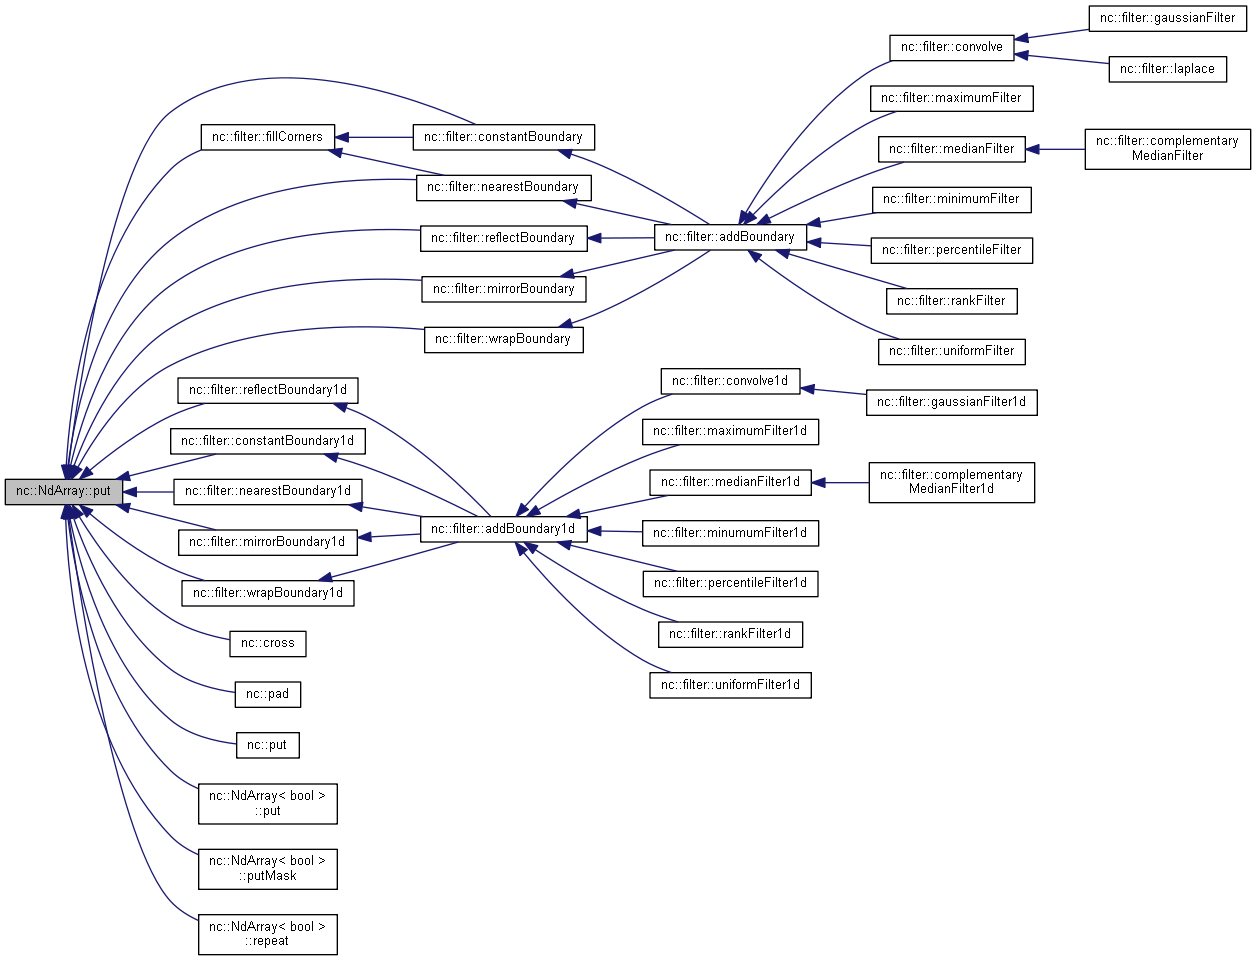 nc::filter::gaussianFilter
nc::filter::convolve
nc::filter::laplace
nc::filter::maximumFilter
nc::filter::fillCorners
nc::filter::constantBoundary
nc::filter::medianFilter
nc::filter::complementary
MedianFilter
nc::filter::nearestBoundary
nc::filter::minimumFilter
nc::filter::reflectBoundary
nc::filter::addBoundary
nc::filter::percentileFilter
nc::filter::mirrorBoundary
nc::filter::rankFilter
nc::filter::wrapBoundary
nc::filter::uniformFilter
nc::filter::reflectBoundary1d
nc::filter::convolve1d
nc::filter::gaussianFilter1d
nc::filter::constantBoundary1d
nc::filter::maximumFilter1d
nc::NdArray::put
nc::filter::nearestBoundary1d
nc::filter::medianFilter1d
nc::filter::complementary
MedianFilter1d
nc::filter::addBoundary1d
nc::filter::minumumFilter1d
nc::filter::mirrorBoundary1d
nc::filter::percentileFilter1d
nc::filter::wrapBoundary1d
nc::filter::rankFilter1d
nc::cross
nc::filter::uniformFilter1d
nc::pad
nc::put
nc::NdArray< bool >
::put
nc::NdArray< bool >
::putMask
nc::NdArray< bool >
::repeat